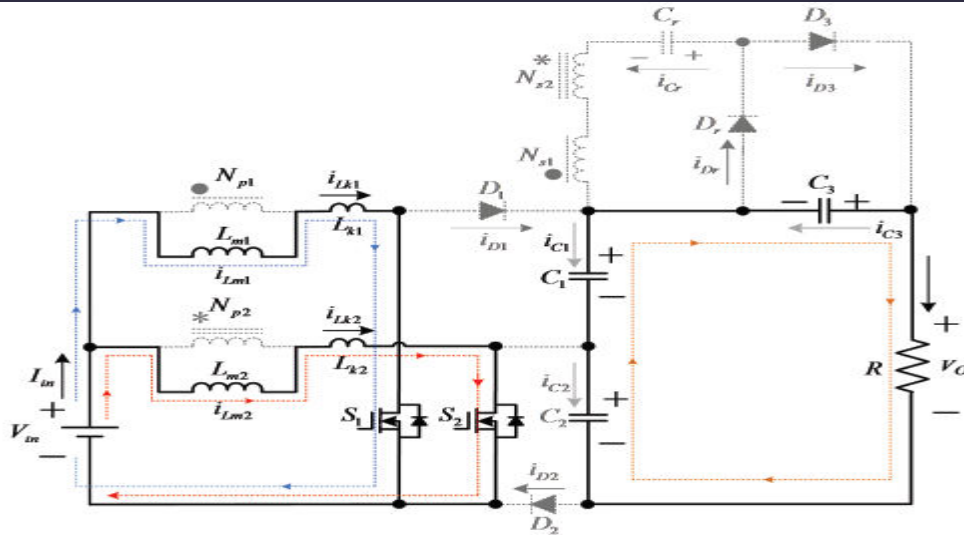 C_r
D_3
− +
*
N_s2
i_Cr
i_D3
D_r
N_s1
i_Dr
N_p1
i_Lk1
C_3
− +
D_1
L_m1
L_k1
i_D1
i_C1
i_C3
i_Lm1
+
C_1
−
N_p2
*
i_Lk2
I_in
L_m2
L_k2
i_C2
+
R
V_O
−
i_Lm2
S_1
S_2
C_2
+
−
+
V_in
−
i_D2
D_2